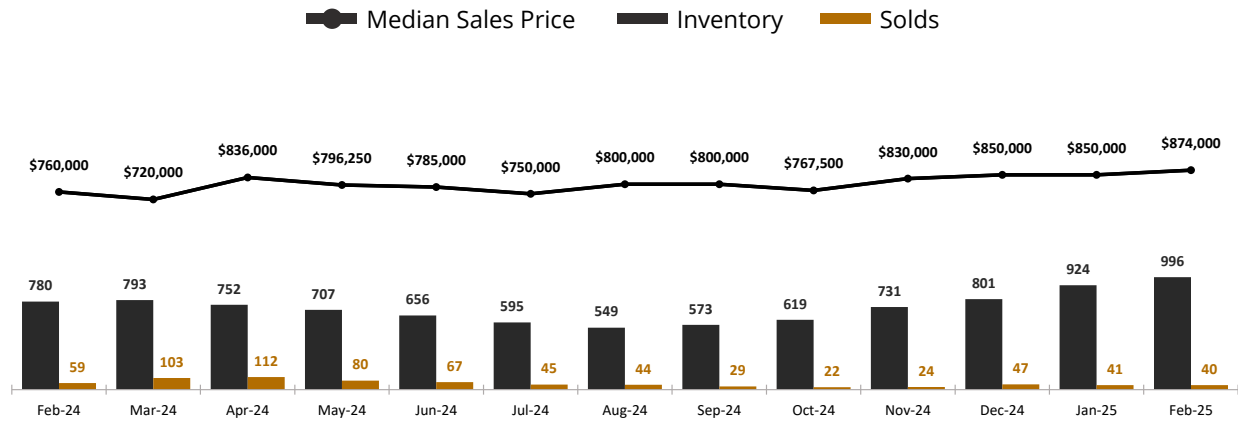 Median Sales Price Inventory Solds
$760,000 $720,000 $836,000 $796,250 $785,000 $750,000 $800,000 $800,000 $767,500 $830,000 $850,000 $850,000 $874,000
780 793 752 707 656 595 549 573 619 731 801 924 996
59 103 112 80 67 45 44 29 22 24 47 41 40
Feb-24 Mar-24 Apr-24 May-24 Jun-24 Jul-24 Aug-24 Sep-24 Oct-24 Nov-24 Dec-24 Jan-25 Feb-25